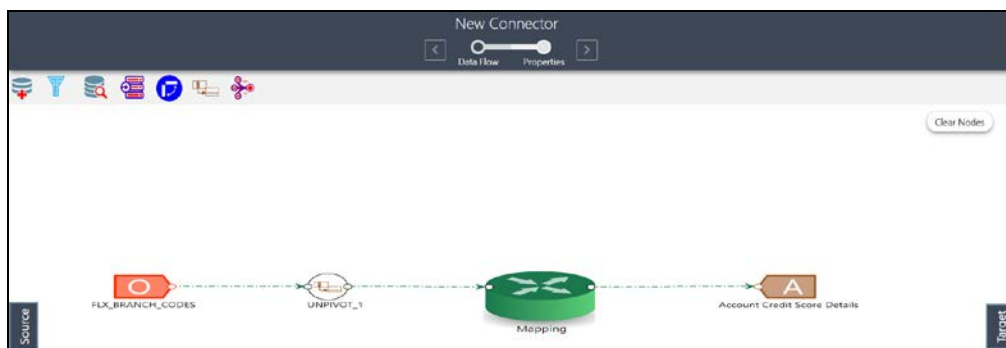 New Connector
Data Flow Properties
Clear Nodes
O
A
FLX_BRANCH_CODES UNPIVOT_1 Account Credit Score Details
Mapping
Source
Target